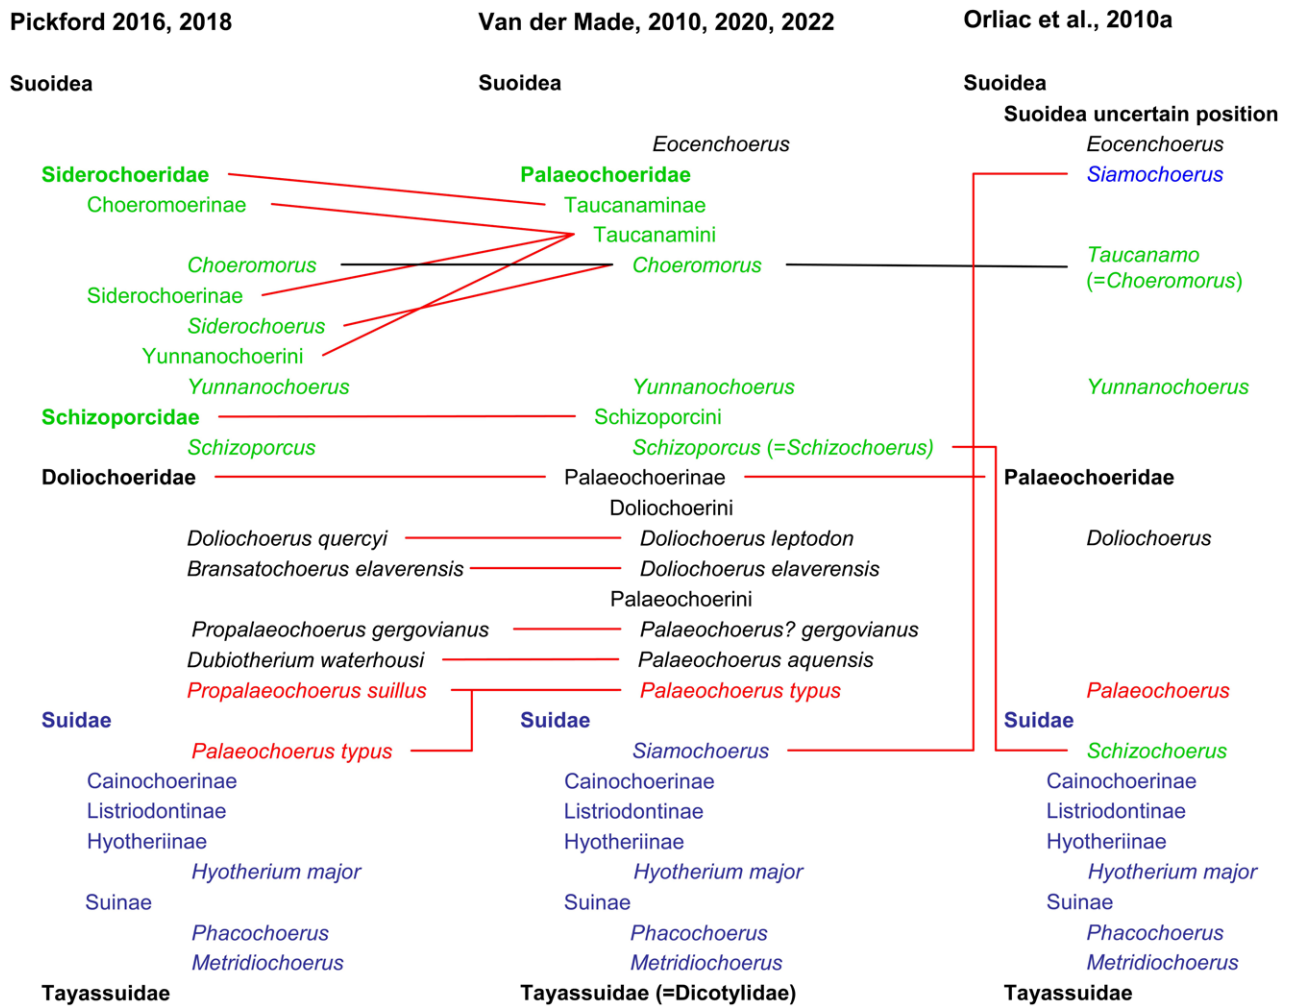 Pickford 2016, 2018
Suoidea
Siderochoeridae
Choeromoerinae
Choeromorus
Siderochoerinae
Siderochoerus
Yunnanochoerini
Yunnanochoerus
Schizoporcidae
Schizoporcus
Doliochoeridae
Doliochoerus quercyi
Bransatochoerus elaverensis
Propalaeochoerus gergovianus
Dubiotherium waterhousi
Propalaeochoerus suillus
Suidae
Palaeochoerus typus
Cainochoerinae
Listriodontinae
Hyotheriinae
Hyotherium major
Suinae
Phacochoerus
Metridiochoerus
Tayassuidae
Van der Made, 2010, 2020, 2022
Suoidea
Eocenchoerus
Palaeochoeridae
Taucanaminae
Taucanamini
Choeromorus
Yunnanochoerus
Schizoporcini
Schizoporcus (=Schizochoerus)
Palaeochoerinae
Doliochoerini
Doliochoerus leptodon
Doliochoerus elaverensis
Palaeochoerini
Palaeochoerus? gergovianus
Palaeochoerus aquensis
Palaeochoerus typus
Suidae
Siamochoerus
Cainochoerinae
Listriodontinae
Hyotheriinae
Hyotherium major
Suinae
Phacochoerus
Metridiochoerus
Tayassuidae (=Dicotylidae)
Orliac et al., 2010a
Suoidea
Suoidea uncertain position
Eocenchoerus
Siamochoerus
Taucanamo
(=Choeromorus)
Yunnanochoerus
Palaeochoeridae
Doliochoerus
Palaeochoerus
Suidae
Schizochoerus
Cainochoerinae
Listriodontinae
Hyotheriinae
Hyotherium major
Suinae
Phacochoerus
Metridiochoerus
Tayassuidae